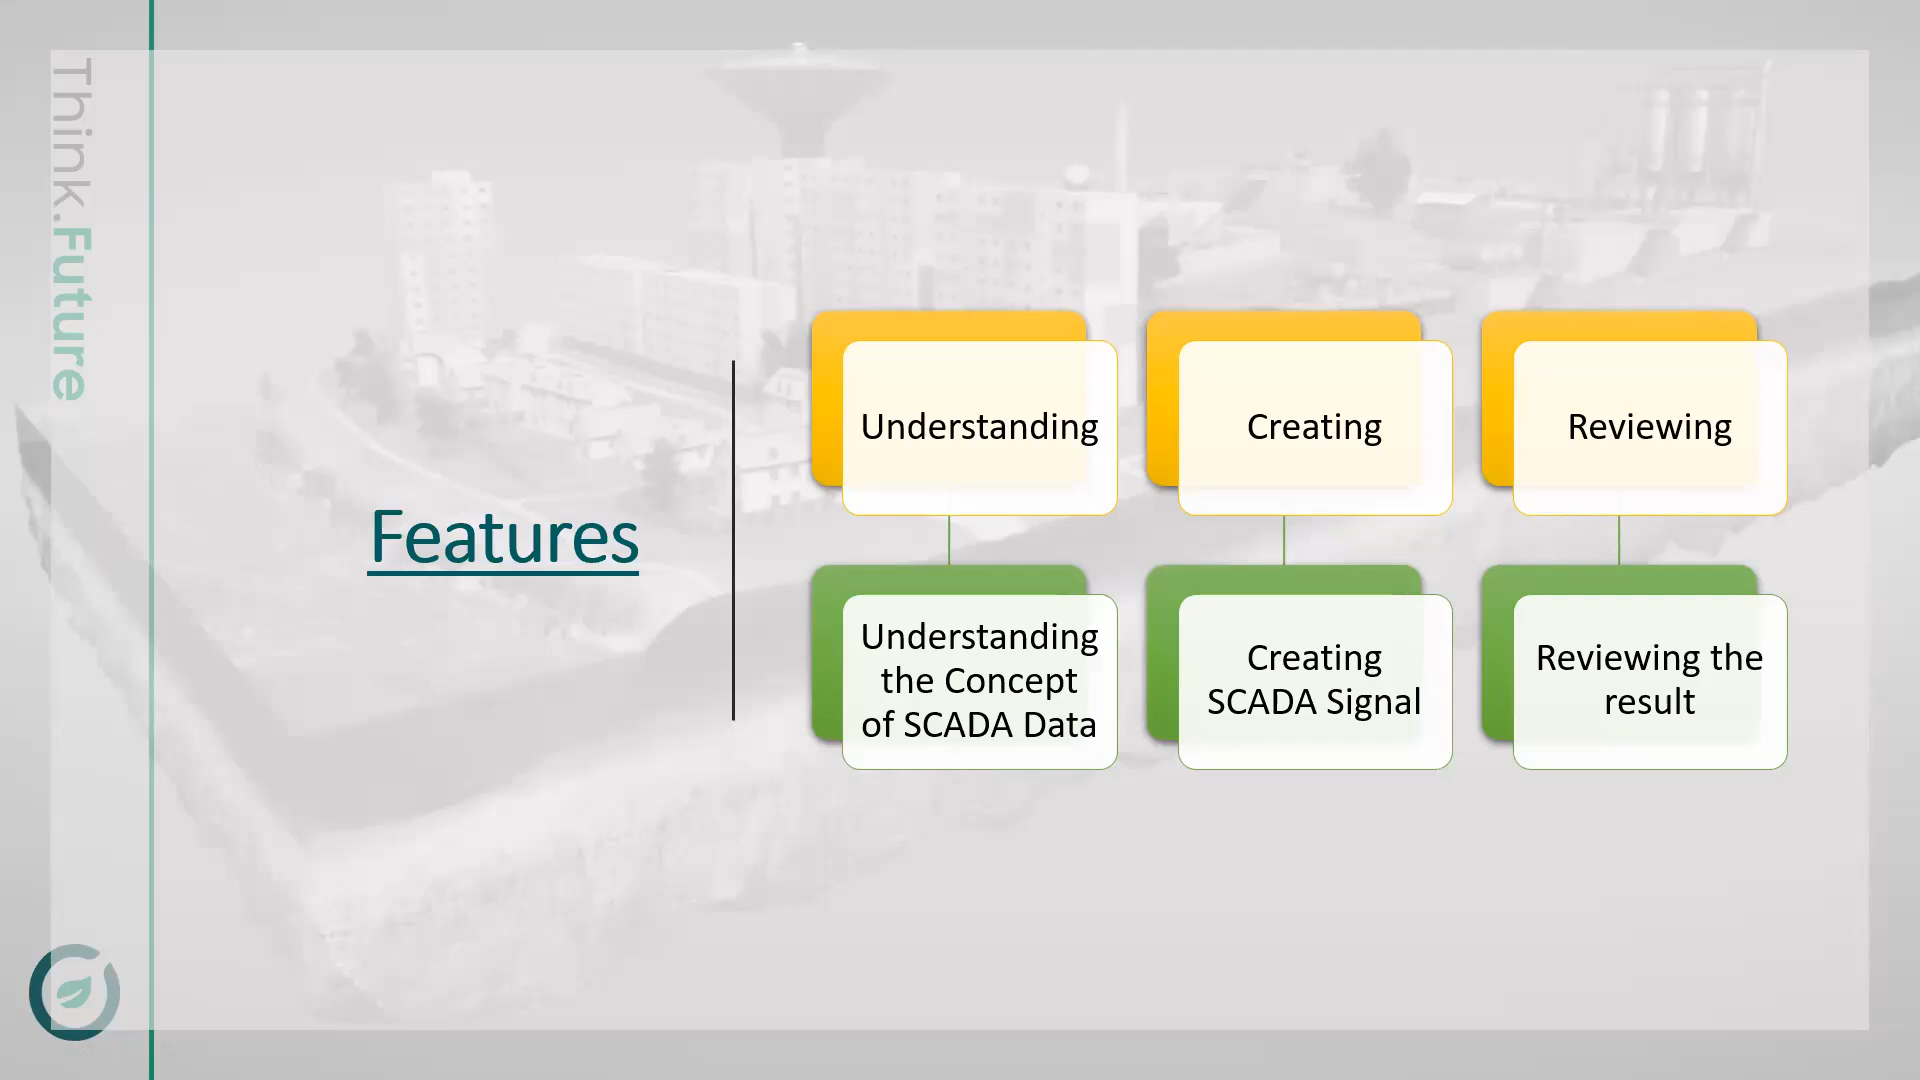 Think.Future
Features
Understanding
Creating
Reviewing
Understanding
the Concept
of SCADA Data
Creating
SCADA Signal
Reviewing the
result